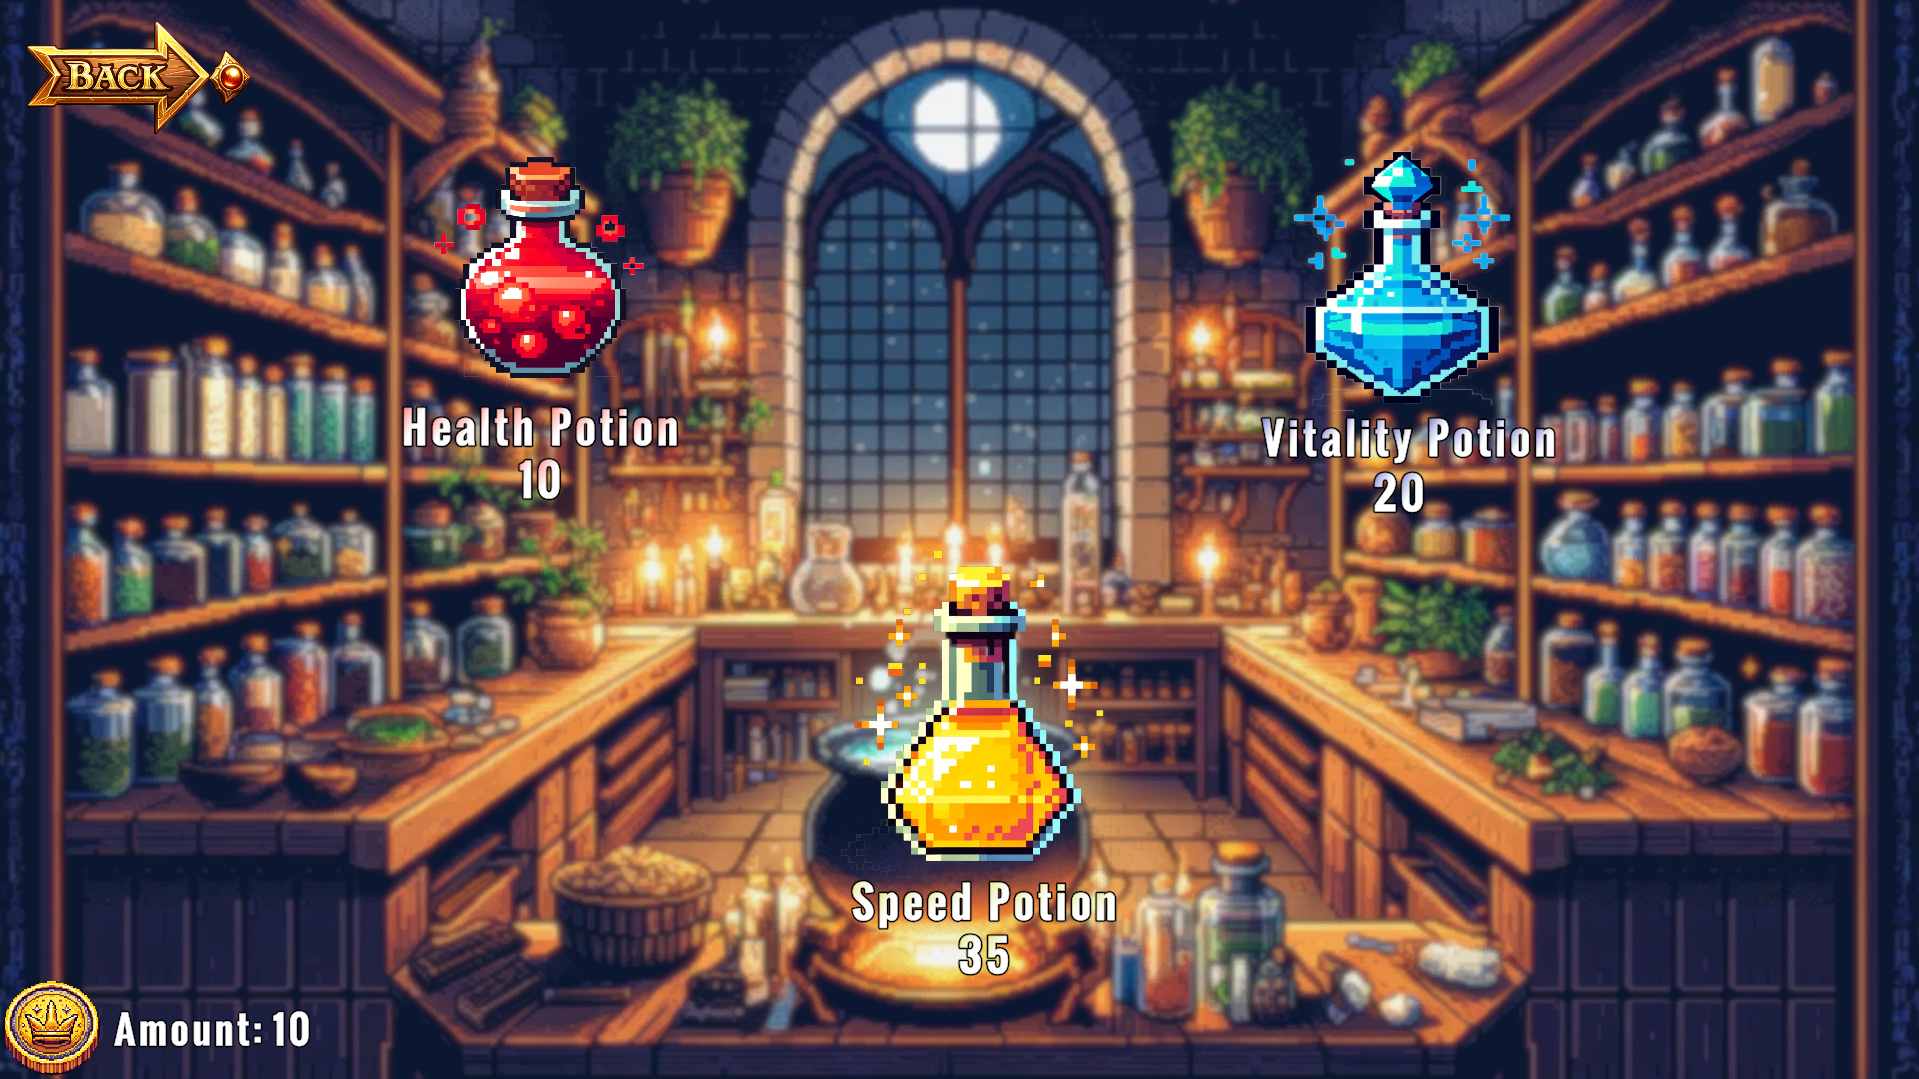 BACK
Health Potion
10
Vitality Potion
20
Speed Potion
35
Amount: 10